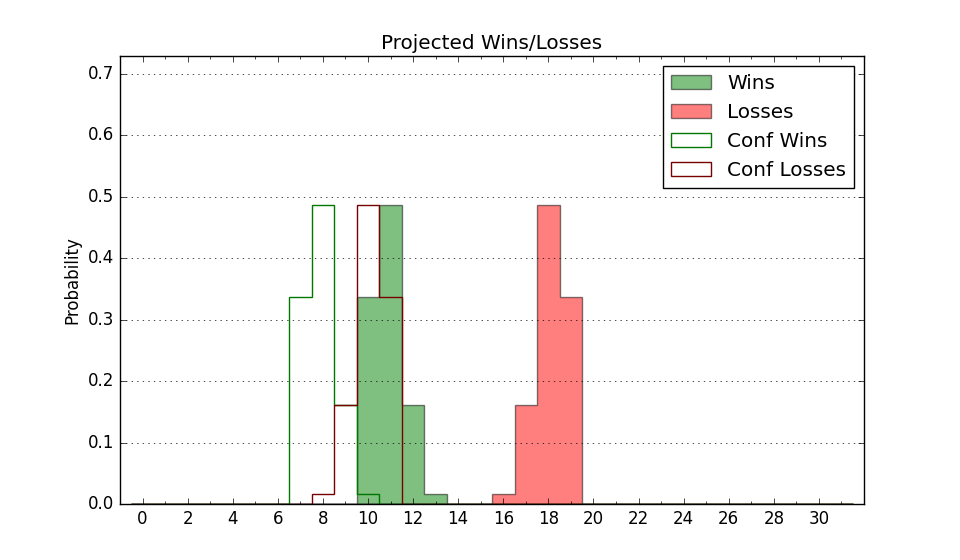 Projected Wins/Losses
Wins
Losses
Conf Wins
Conf Losses
Probability
0.7
0.6
0.5
0.4
0.3
0.2
0.1
0.0
0 2 4 6 8 10 12 14 16 18 20 22 24 26 28 30